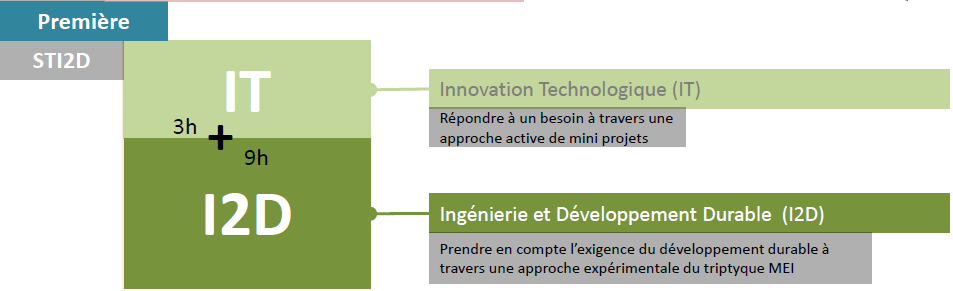 Première
STI2D
IT
3h
+
9h
I2D
Innovation Technologique (IT)
Répondre à un besoin à travers une
approche active de mini projets
Ingénierie et Développement Durable (I2D)
Prendre en compte l'exigence du développement durable à
travers une approche expérimentale du triptyque MEI